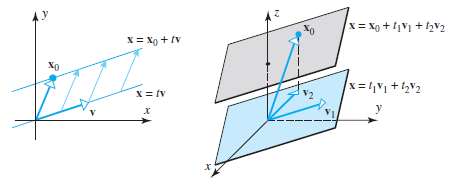 y
x = x₀ + tv
x₀
x = tv
v
x
z
x₀
x = x₀ + t₁v₁ + t₂v₂
x = t₁v₁ + t₂v₂
v₂
v₁
y
x